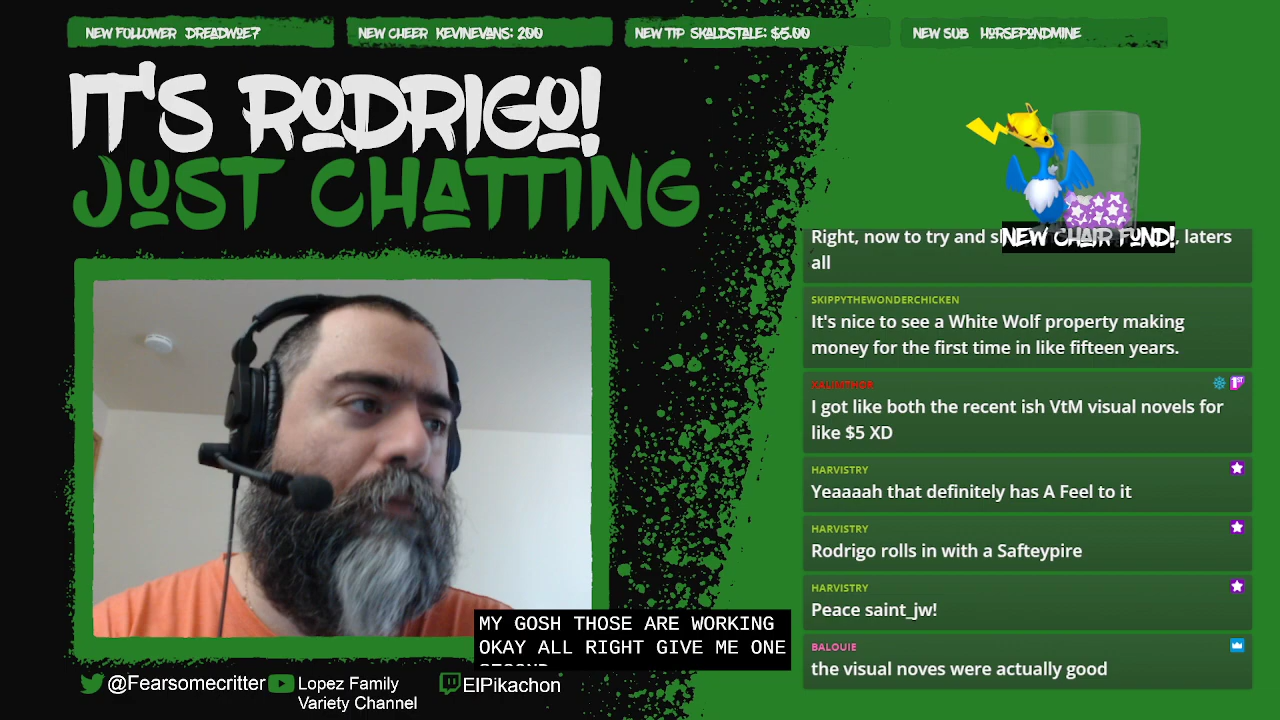 NEW FOLLOWER DREADWOE7
NEW CHEER KEVINEVANS: 200
NEW TIP SKALDSTALE: $5.00
NEW SUB HORSEPONDMINE
IT'S RODRIGO!
JUST CHATTING
NEW CHAIR FUND!
Right, now to try and , laters
all
SKIPPYTHEWONDERCHICKEN
It's nice to see a White Wolf property making
money for the first time in like fifteen years.
XALINTHOR
I got like both the recent ish VtM visual novels for
like $5 XD
HARVISTRY
Yeaaaah that definitely has A Feel to it
HARVISTRY
Rodrigo rolls in with a Safteypire
HARVISTRY
Peace saint_jw!
BALOUIE
the visual noves were actually good
MY GOSH THOSE ARE WORKING
OKAY ALL RIGHT GIVE ME ONE
SECOND
@Fearsomecritter
Lopez Family
Variety Channel
ElPikachon